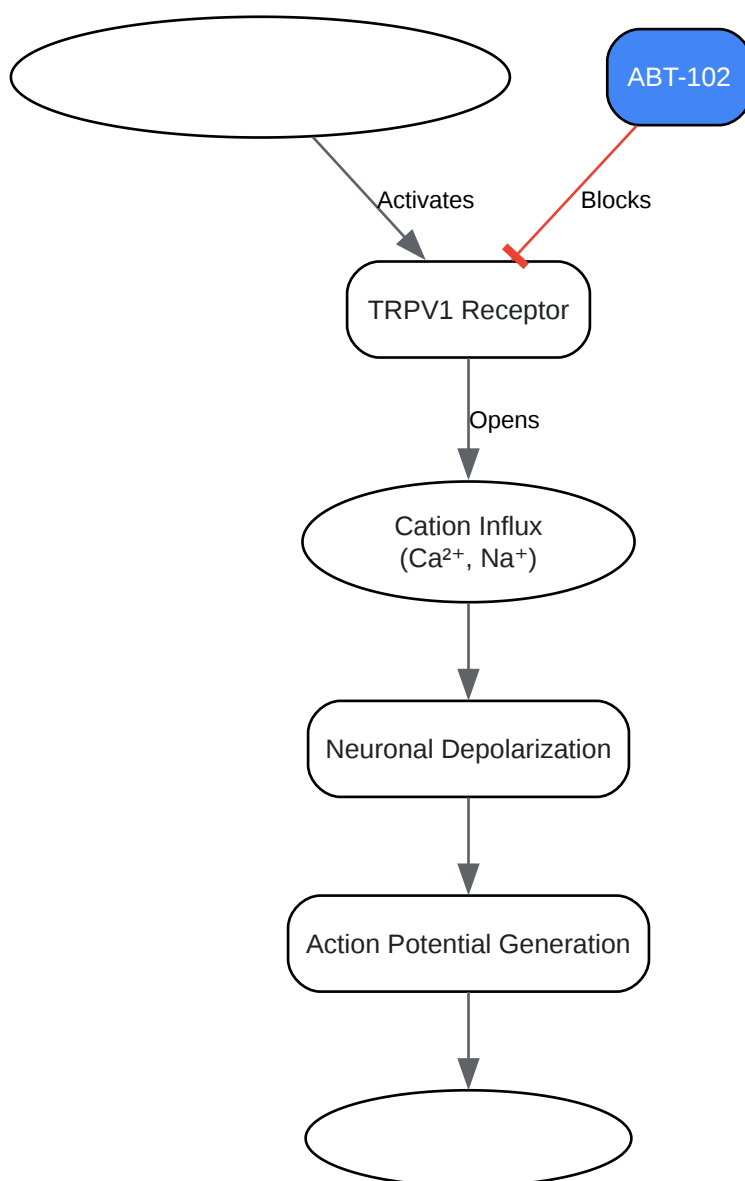 ABT-102
Activates
Blocks
TRPV1 Receptor
Opens
Cation Influx
(Ca²⁺, Na⁺)
Neuronal Depolarization
Action Potential Generation